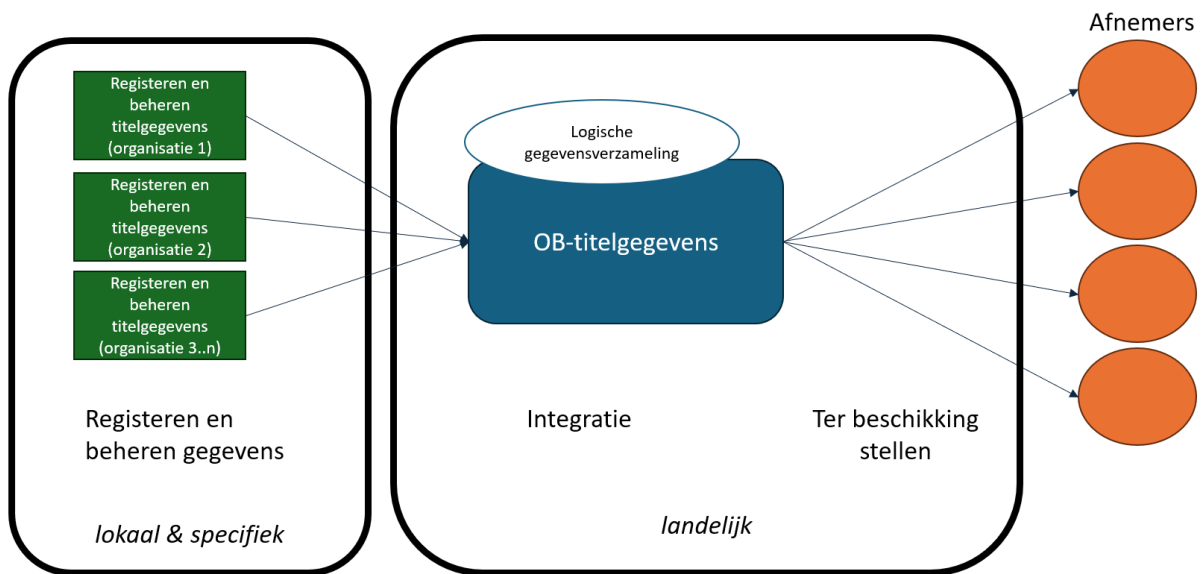 Afnemers
Registeren en
beheren
titelgegevens
(organisatie 1)
Registeren en
beheren
titelgegevens
(organisatie 2)
Registeren en
beheren
titelgegevens
(organisatie 3..n)
Registeren en
beheren gegevens
lokaal & specifiek
Logische
gegevensverzameling
OB-titelgegevens
Integratie
Ter beschikking
stellen
landelijk